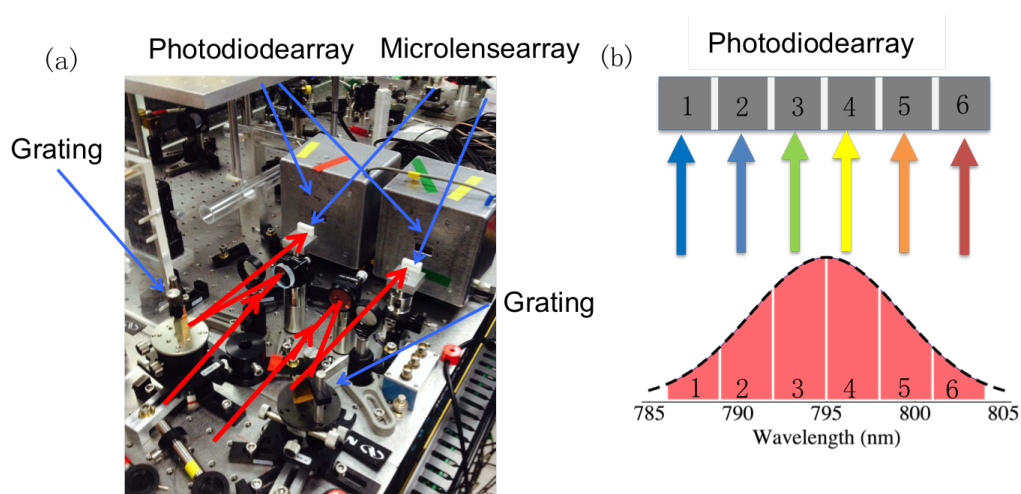 (a)
Photodiodearray
Microlensearray
Grating
Grating
(b)
Photodiodearray
1 2 3 4 5 6
1 2 3 4 5 6
785 790 795 800 805
Wavelength (nm)